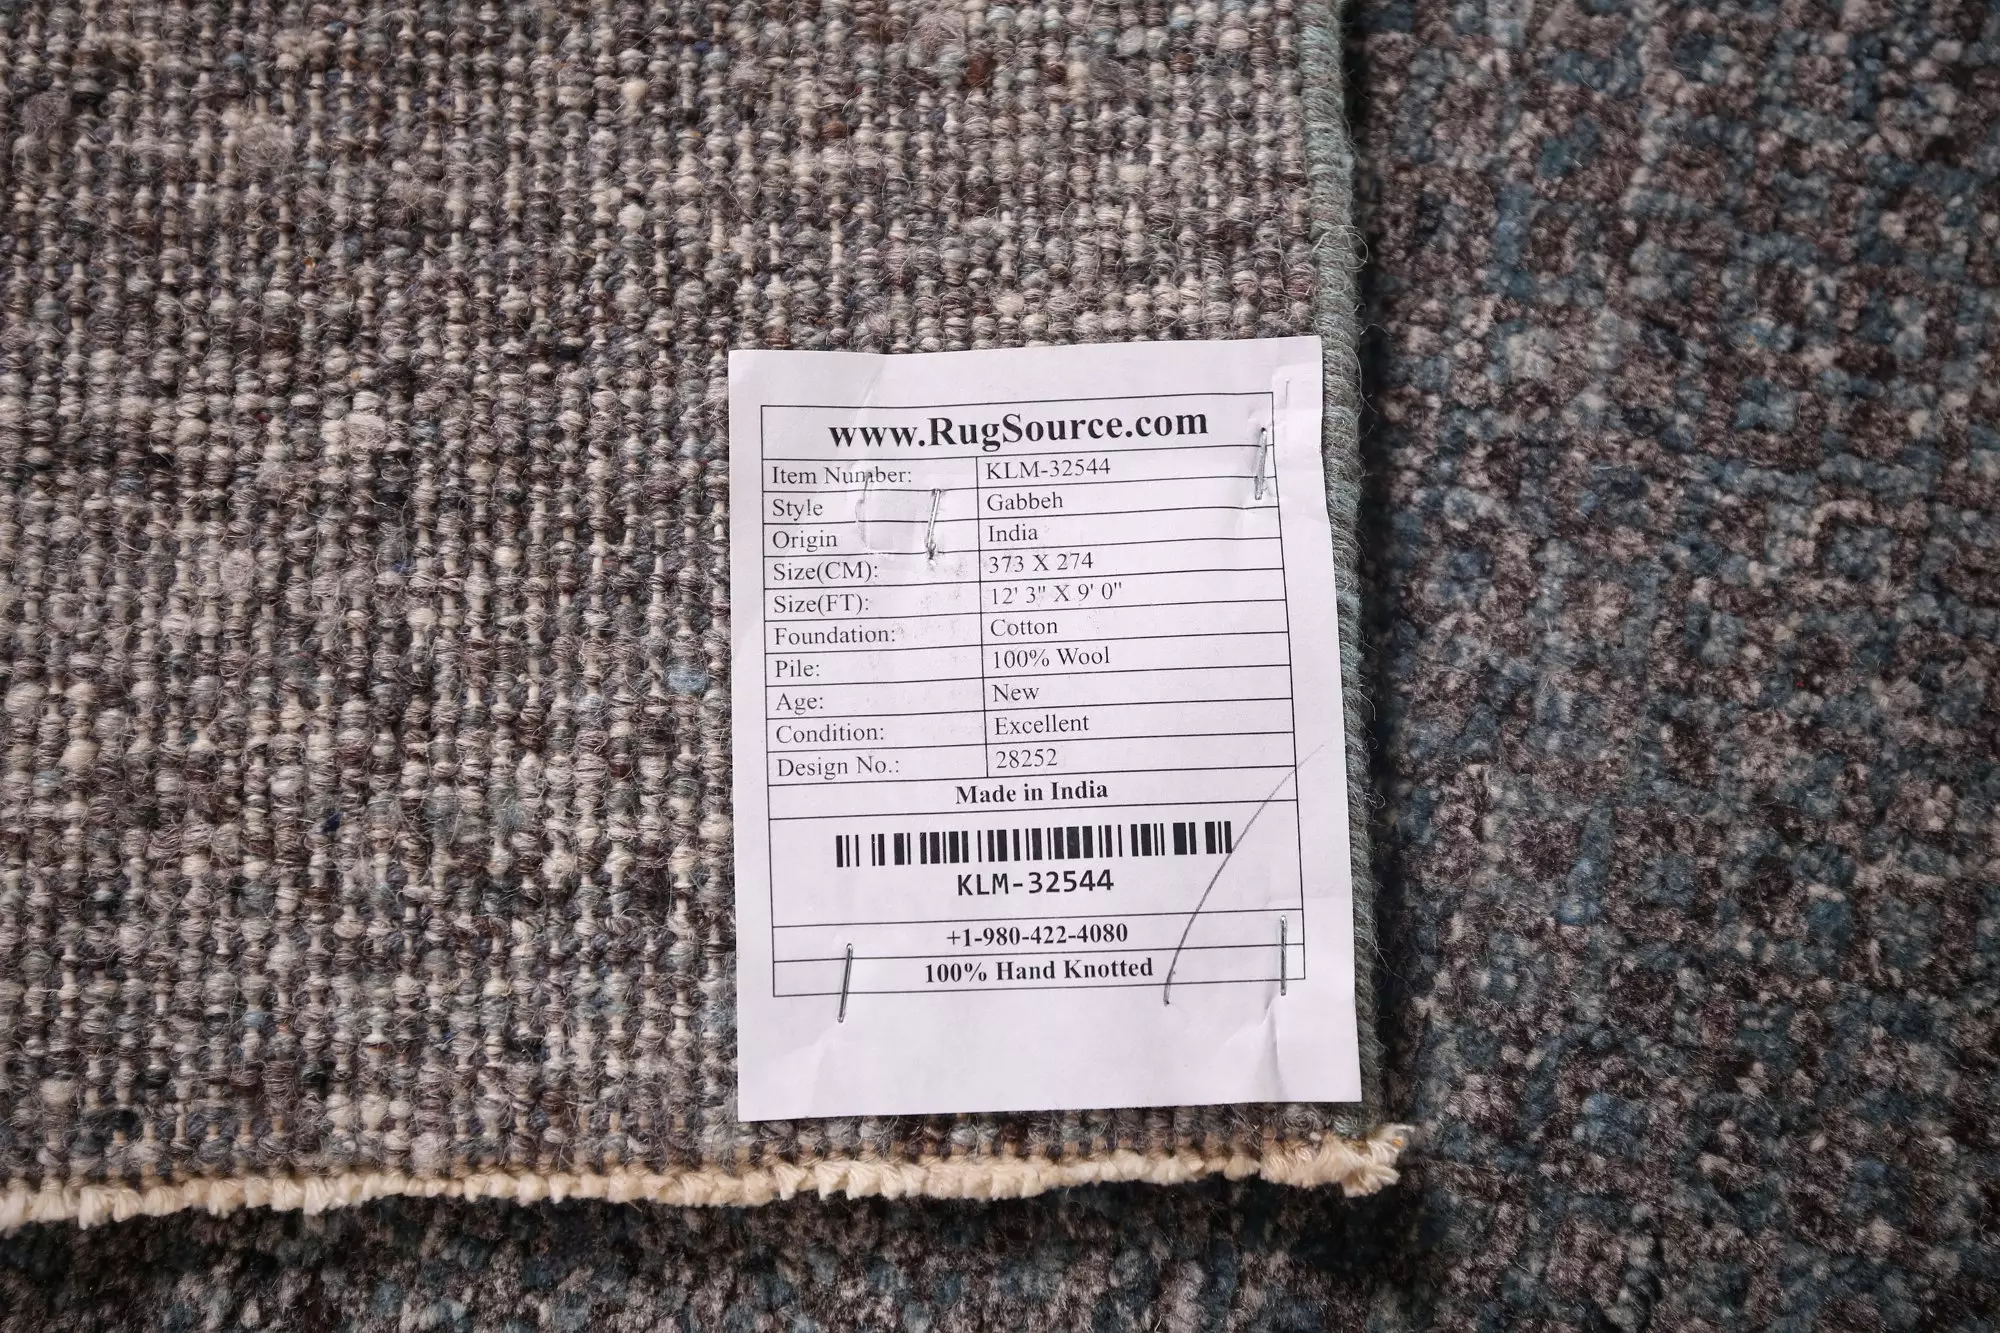 www.RugSource.com
Item Number: KLM-32544
Style Gabbeh
Origin India
Size(CM): 373 X 274
Size(FT): 12' 3" X 9' 0"
Foundation: Cotton
Pile: 100% Wool
Age: New
Condition: Excellent
Design No.: 28252
Made in India
KLM-32544
+1-980-422-4080
100% Hand Knotted